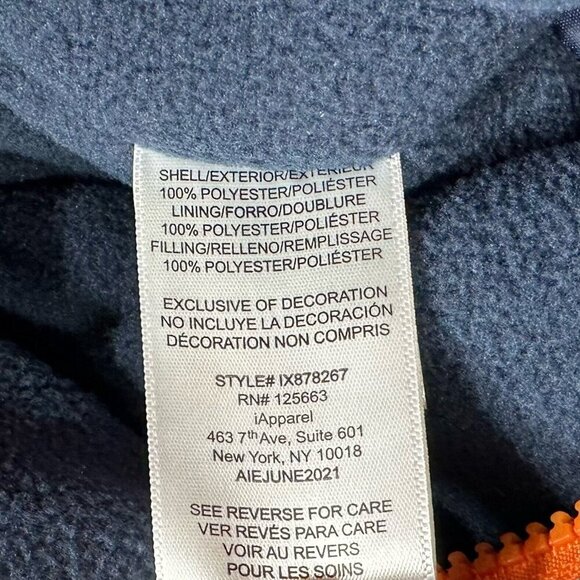 SHELL/EXTERIOR/EXTÉRIEUR
100% POLYESTER/POLIÉSTER
LINING/FORRO/DOUBLURE
100% POLYESTER/POLIÉSTER
FILLING/RELLENO/REMPLISSAGE
100% POLYESTER/POLIÉSTER
EXCLUSIVE OF DECORATION
NO INCLUYE LA DECORACIÓN
DÉCORATION NON COMPRIS
STYLE# IX878267
RN# 125663
iApparel
463 7th Ave, Suite 601
New York, NY 10018
AIEJUNE2021
SEE REVERSE FOR CARE
VER REVÉS PARA CARE
VOIR AU REVERS
POUR LES SOINS